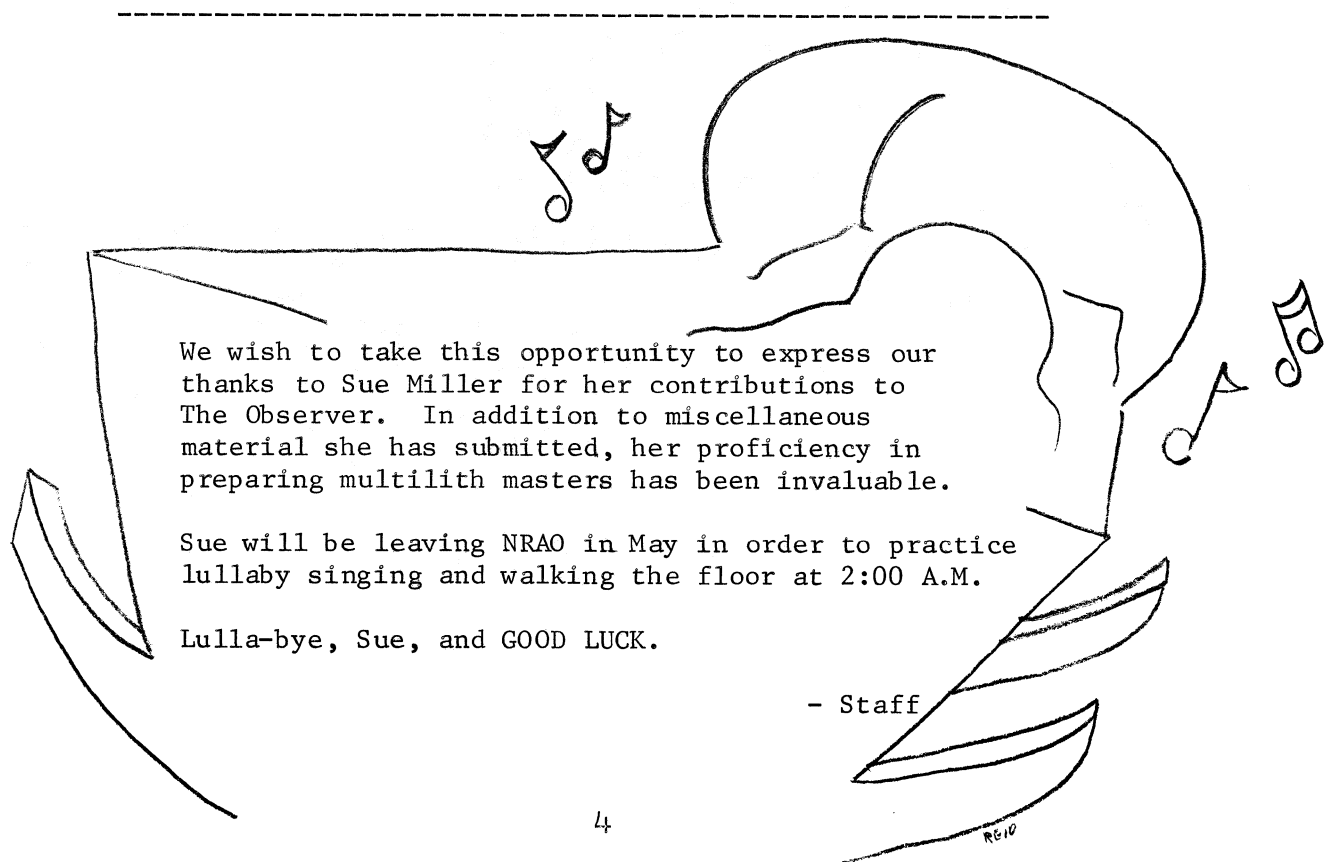 We wish to take this opportunity to express our
thanks to Sue Miller for her contributions to
The Observer. In addition to miscellaneous
material she has submitted, her proficiency in
preparing multilith masters has been invaluable.
Sue will be leaving NRAO in May in order to practice
lullaby singing and walking the floor at 2:00 A.M.
Lulla-bye, Sue, and GOOD LUCK.
- Staff
4
REID